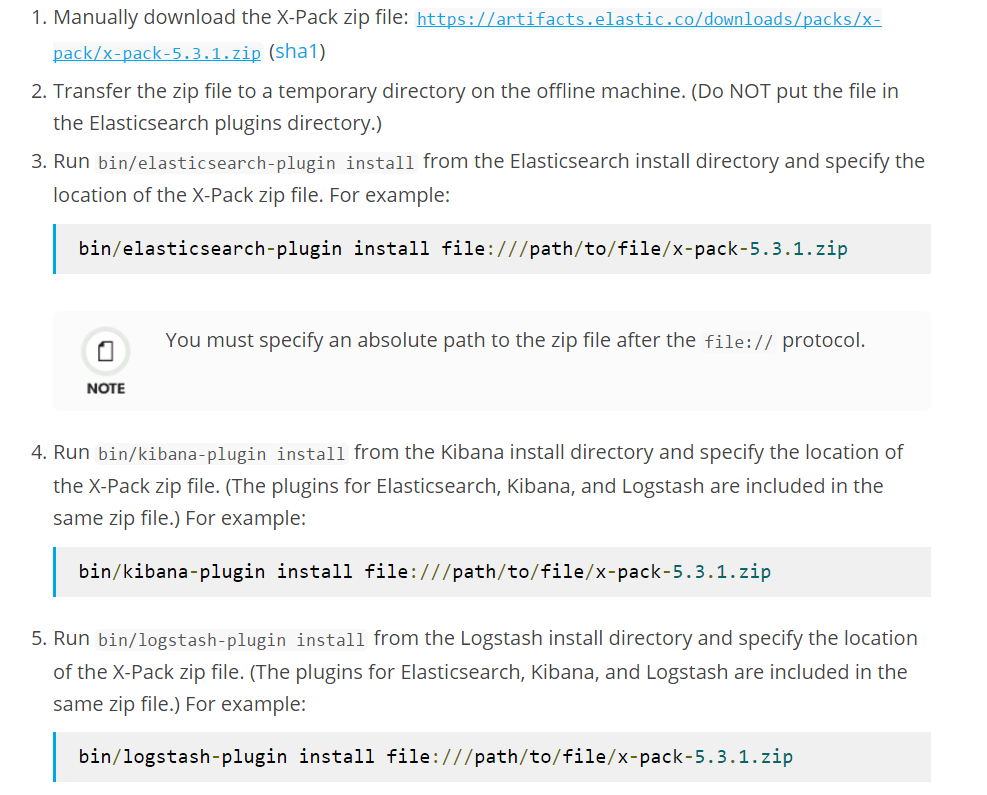 1. Manually download the X-Pack zip file: https://artifacts.elastic.co/downloads/packs/x-
pack/x-pack-5.3.1.zip (sha1)
2. Transfer the zip file to a temporary directory on the offline machine. (Do NOT put the file in
the Elasticsearch plugins directory.)
3. Run bin/elasticsearch-plugin install from the Elasticsearch install directory and specify the
location of the X-Pack zip file. For example:
bin/elasticsearch-plugin install file:///path/to/file/x-pack-5.3.1.zip
You must specify an absolute path to the zip file after the file:// protocol.
NOTE
4. Run bin/kibana-plugin install from the Kibana install directory and specify the location of
the X-Pack zip file. (The plugins for Elasticsearch, Kibana, and Logstash are included in the
same zip file.) For example:
bin/kibana-plugin install file:///path/to/file/x-pack-5.3.1.zip
5. Run bin/logstash-plugin install from the Logstash install directory and specify the location
of the X-Pack zip file. (The plugins for Elasticsearch, Kibana, and Logstash are included in the
same zip file.) For example:
bin/logstash-plugin install file:///path/to/file/x-pack-5.3.1.zip